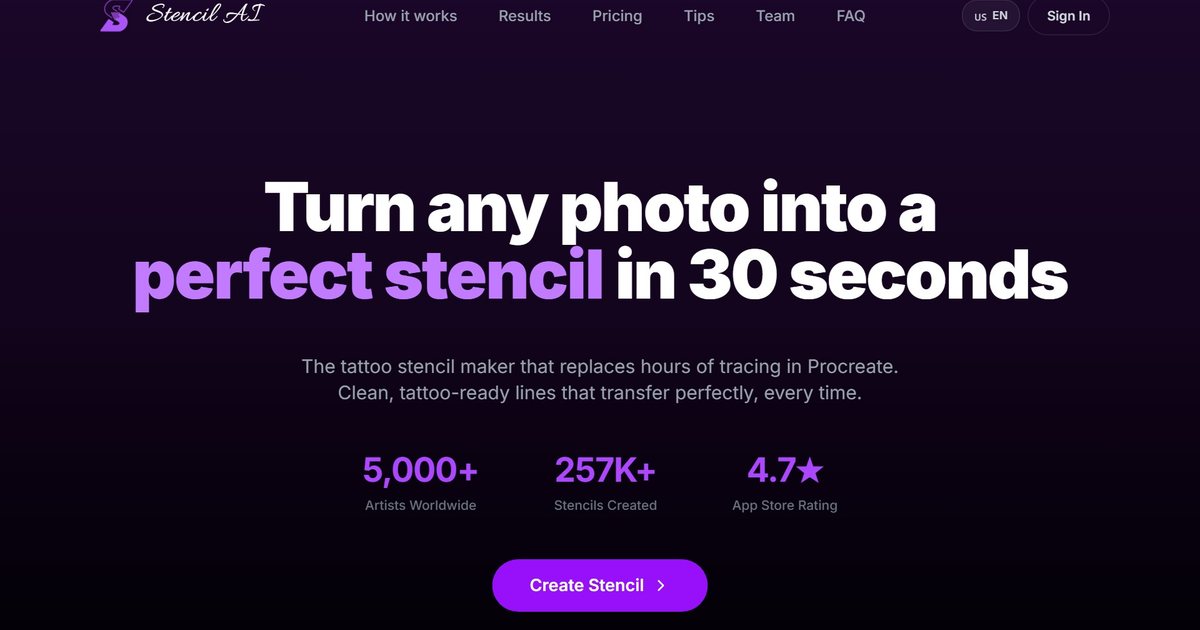 Stencil AI
How it works
Results
Pricing
Tips
Team
FAQ
us EN
Sign In
Turn any photo into a
perfect stencil in 30 seconds
The tattoo stencil maker that replaces hours of tracing in Procreate.
Clean, tattoo-ready lines that transfer perfectly, every time.
5,000+
Artists Worldwide
257K+
Stencils Created
4.7★
App Store Rating
Create Stencil >